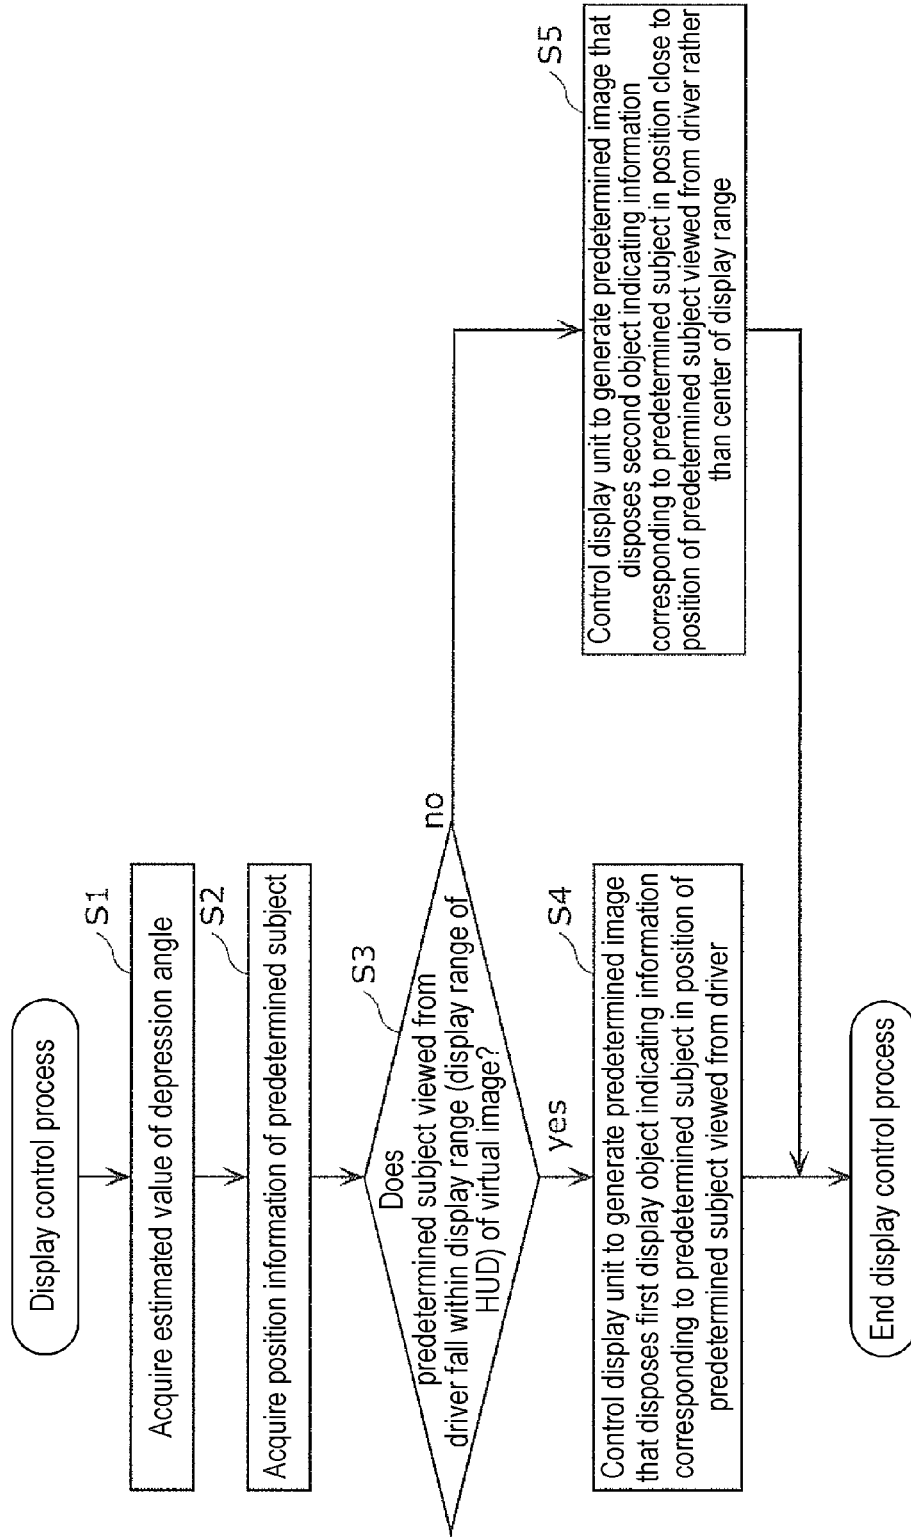 Display control process
S1
Acquire estimated value of depression angle
S2
Acquire position information of predetermined subject
S3
Does
predetermined subject viewed from
driver fall within display range (display range of
HUD) of virtual image?
no
yes
S4
Control display unit to generate predetermined image
that disposes first display object indicating information
corresponding to predetermined subject in position of
predetermined subject viewed from driver
S5
Control display unit to generate predetermined image that
disposes second object indicating information
corresponding to predetermined subject in position close to
position of predetermined subject viewed from driver rather
than center of display range
End display control process